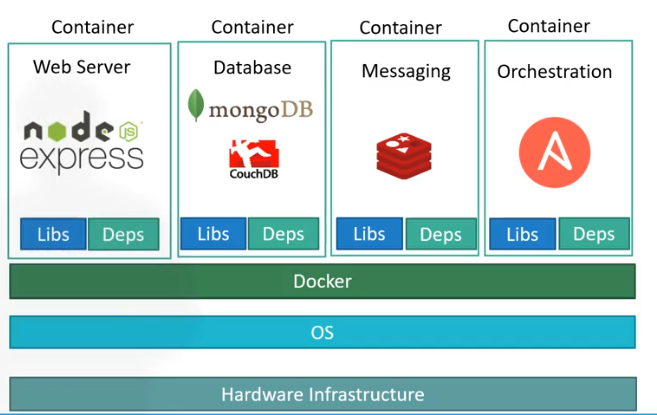 Container
Container
Container
Container
Web Server
Database
Messaging
Orchestration
node JS
express
mongoDB
CouchDB
A
Libs
Deps
Libs
Deps
Libs
Deps
Libs
Deps
Docker
OS
Hardware Infrastructure